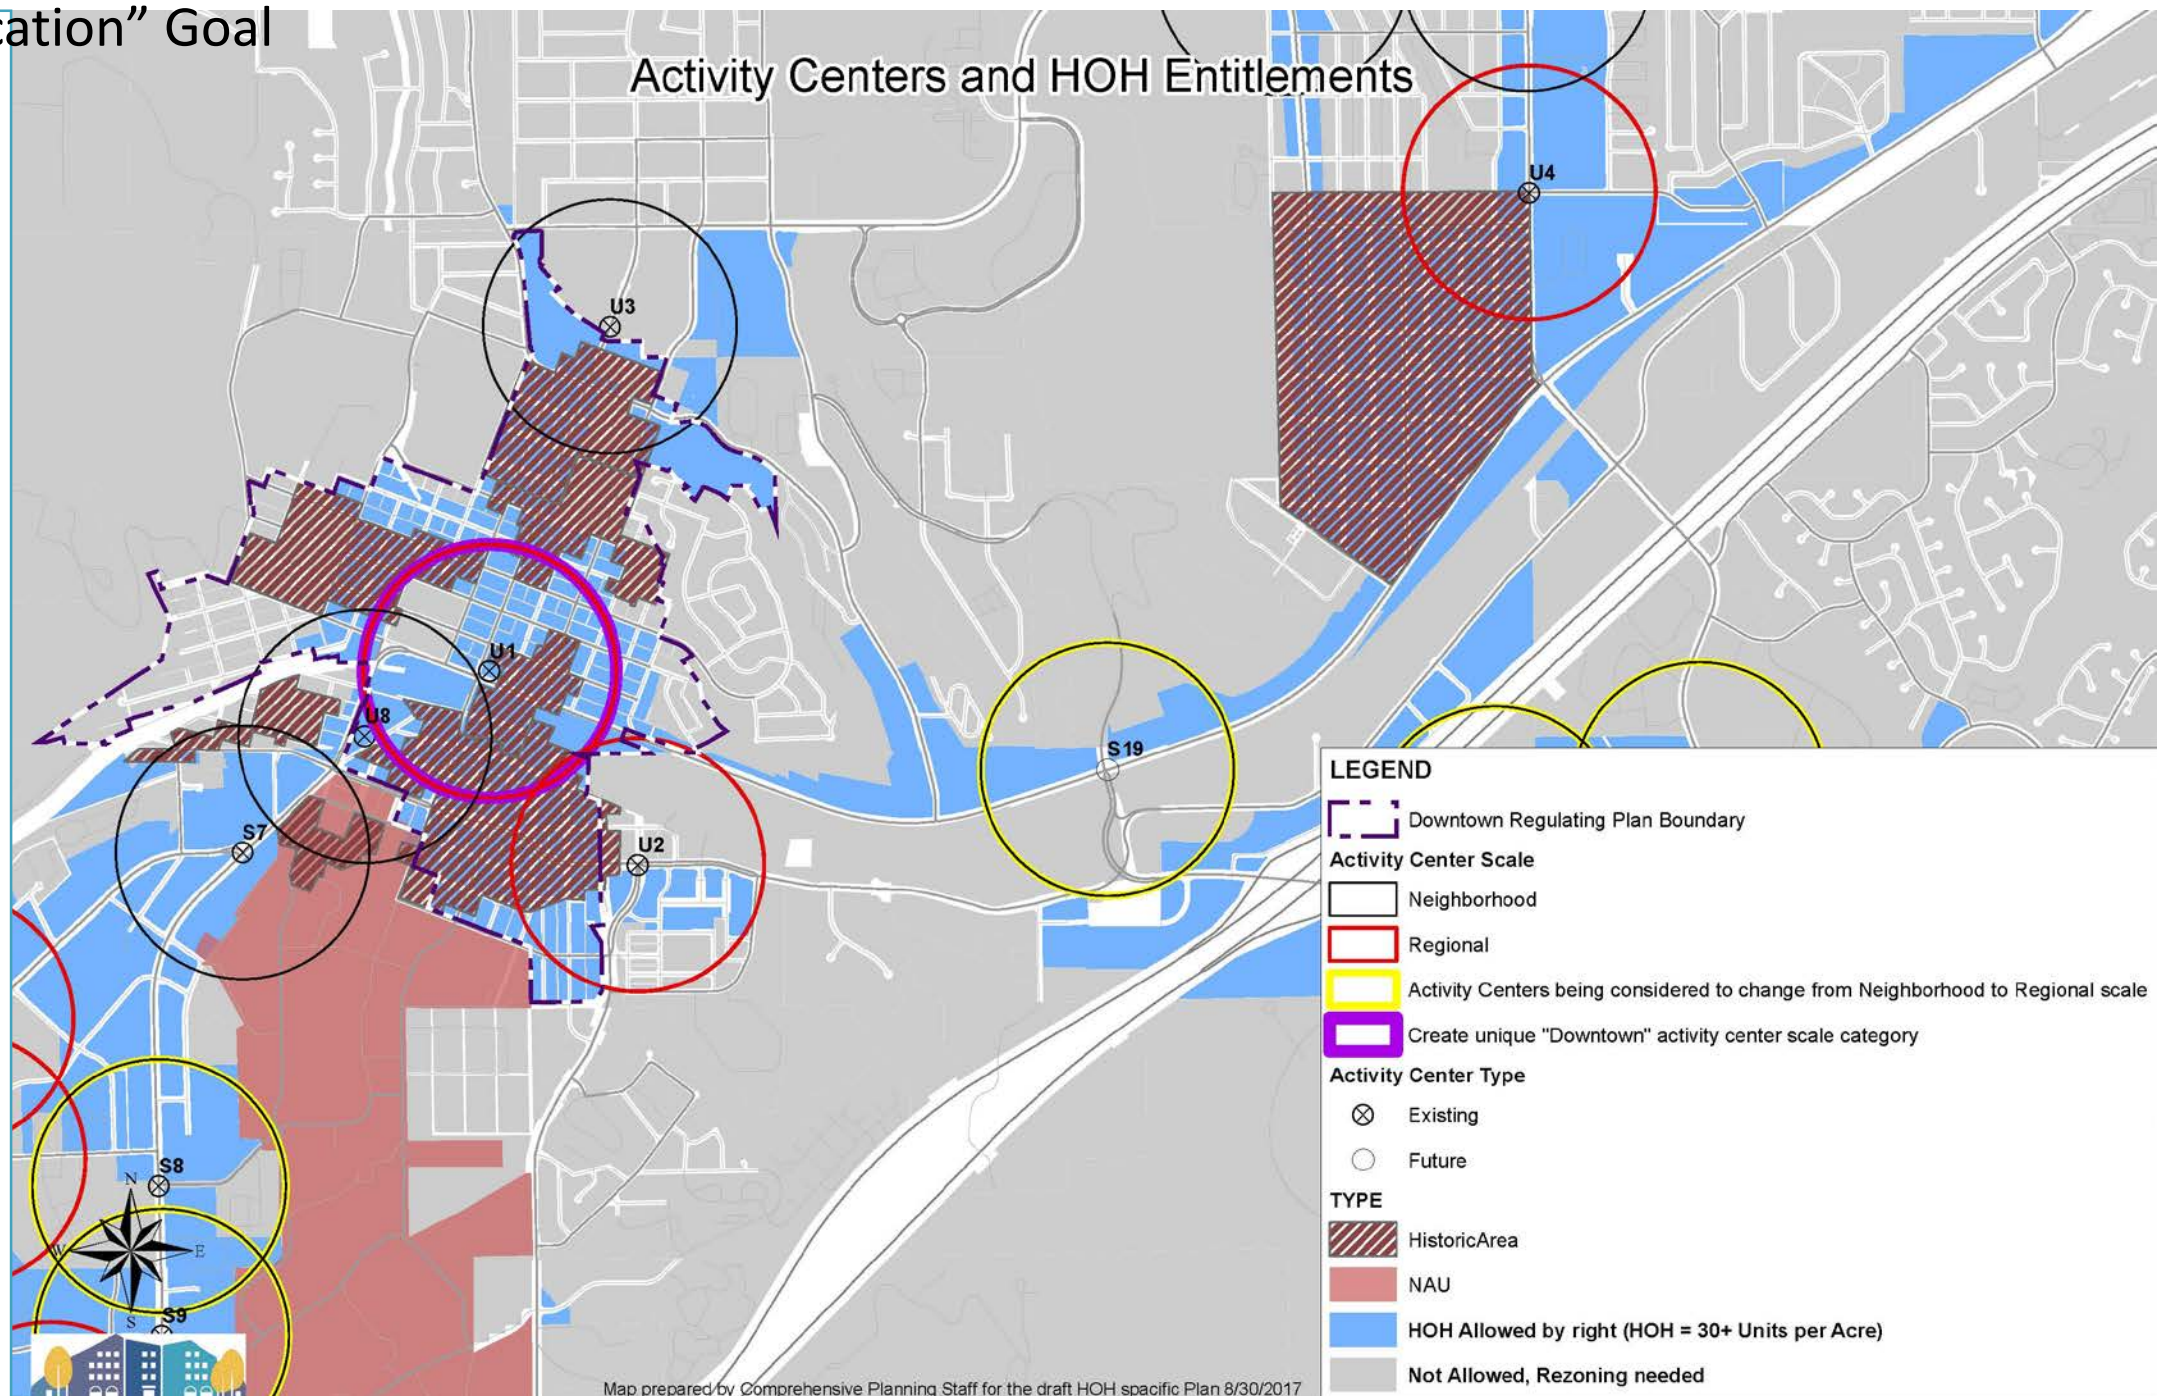 cation” Goal
Activity Centers and HOH Entitlements
U4
U3
U1
U8
S19
S7
U2
S8
N
W
E
S
S9
LEGEND
Downtown Regulating Plan Boundary
Activity Center Scale
Neighborhood
Regional
Activity Centers being considered to change from Neighborhood to Regional scale
Create unique "Downtown" activity center scale category
Activity Center Type
Existing
Future
TYPE
HistoricArea
NAU
HOH Allowed by right (HOH = 30+ Units per Acre)
Not Allowed, Rezoning needed
Map prepared by Comprehensive Planning Staff for the draft HOH spacific Plan 8/30/2017